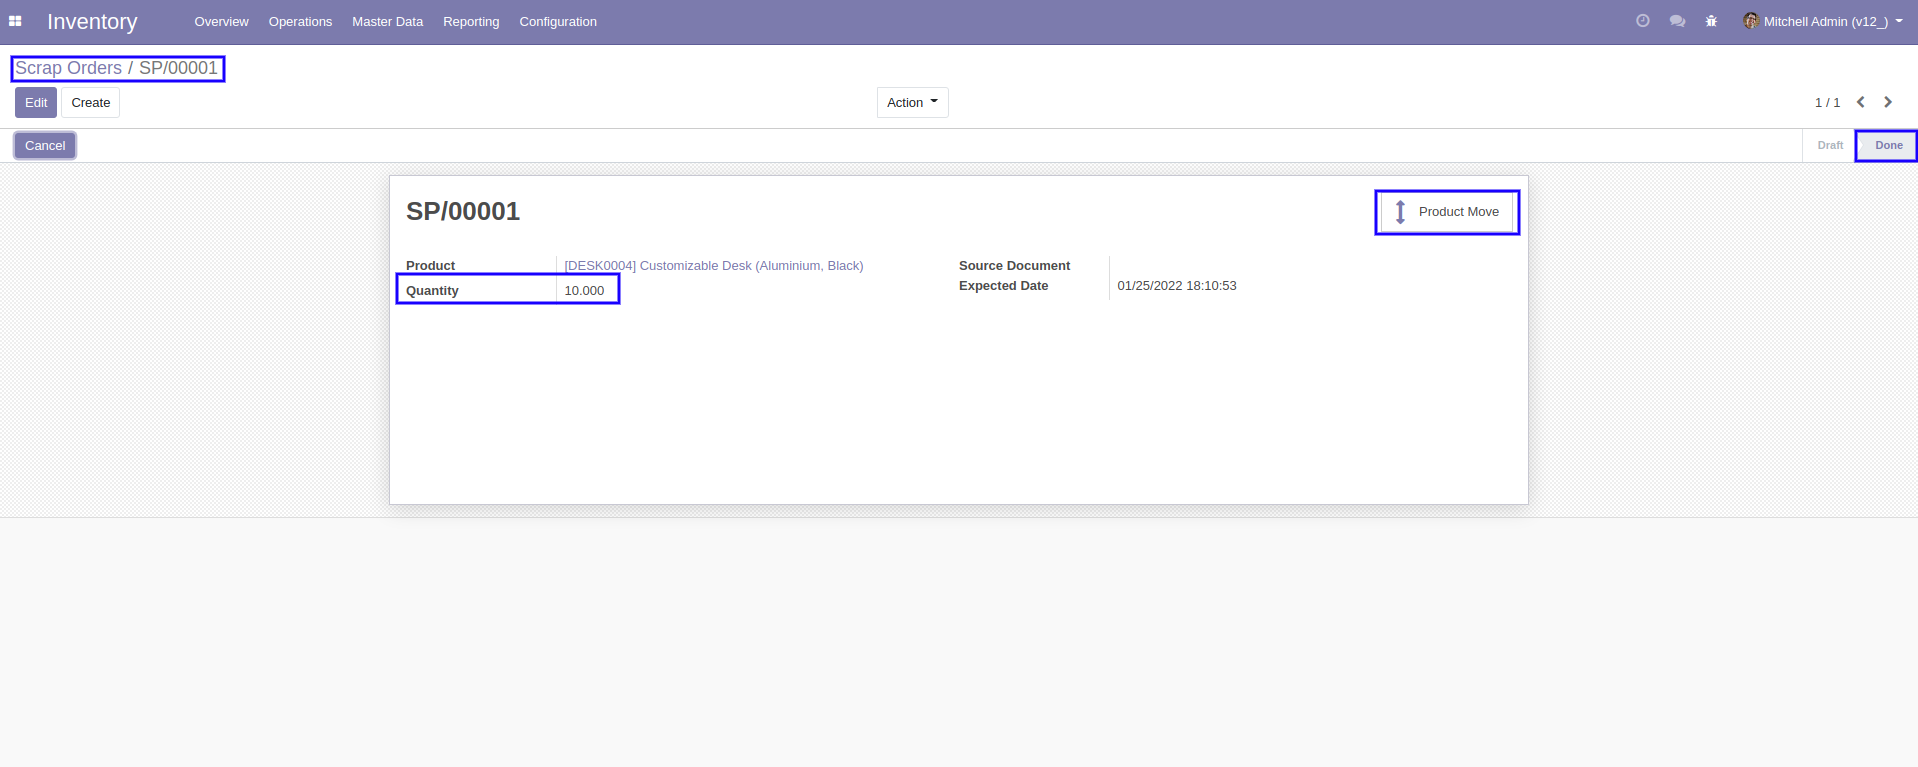 Inventory Overview Operations Master Data Reporting Configuration Mitchell Admin (v12_)
Scrap Orders / SP/00001
Edit Create Action 1 / 1
Cancel Draft Done
SP/00001 Product Move
Product [DESK0004] Customizable Desk (Aluminium, Black) Source Document
Quantity 10.000 Expected Date 01/25/2022 18:10:53